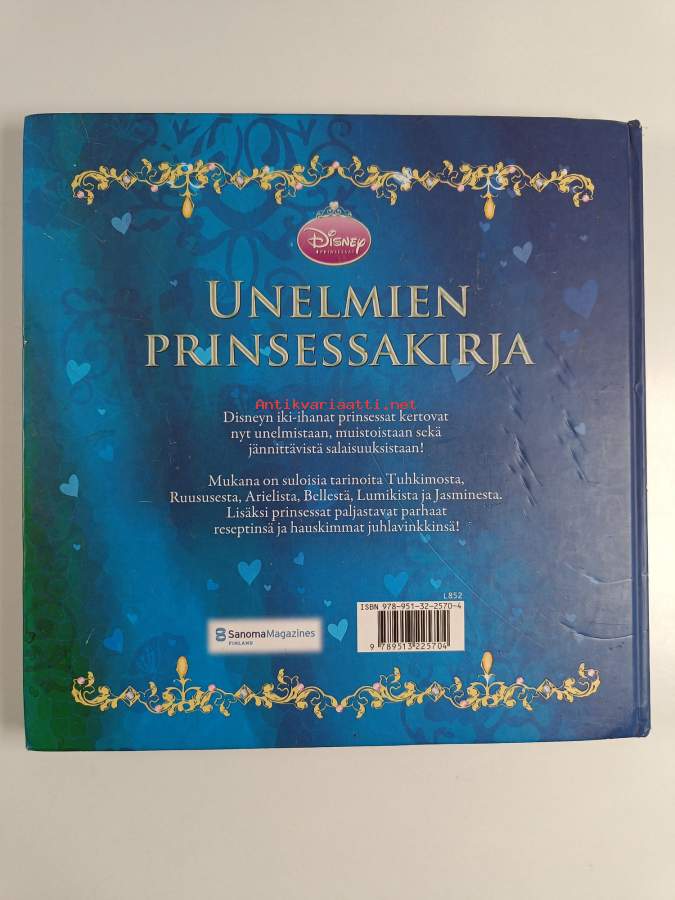 Disney
PRINSESSAT
UNELMIEN
PRINSESSAKIRJA
Antikvariaatti.net
Disneyn iki-ihanat prinsessat kertovat
nyt unelmistaan, muistoistaan sekä
jännittävistä salaisuuksistaan!
Mukana on suloisia tarinoita Tuhkimosta,
Ruususesta, Arielista, Bellestä, Lumikista ja Jasminesta.
Lisäksi prinsessat paljastavat parhaat
reseptinsä ja hauskimmat juhlavinkkinsä!
L852
ISBN 978-951-32-2570-4
SanomaMagazines
FINLAND
9 789513 225704